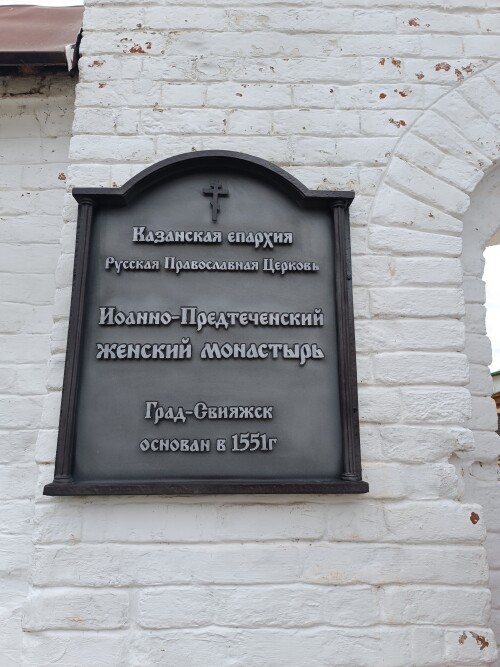 Казанская епархия
Русская Православная Церковь
Иоанно-Предтеченский
женский монастырь
Град-Свияжск
основан в 1551г